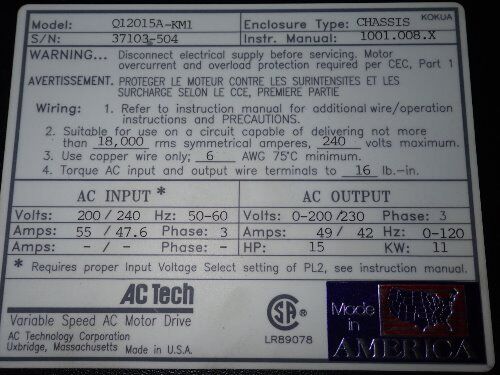 Model: Q12015A-KM1 Enclosure Type: CHASSIS KOKUA
S/N: 37103-504 Instr. Manual: 1001.008.X
WARNING... Disconnect electrical supply before servicing. Motor
overcurrent and overload protection required per CEC, Part 1
AVERTISSEMENT. PROTEGER LE MOTEUR CONTRE LES SURINTENSITES ET LES
SURCHARGE SELON LE CCE, PREMIERE PARTIE
Wiring: 1. Refer to instruction manual for additional wire/operation
instructions and PRECAUTIONS.
2. Suitable for use on a circuit capable of delivering not more
than 18,000 rms symmetrical amperes, 240 volts maximum.
3. Use copper wire only; 6 AWG 75°C minimum.
4. Torque AC input and output wire terminals to 16 lb.-in.
AC INPUT * AC OUTPUT
Volts: 200 / 240 Hz: 50-60 Volts: 0-200 / 230 Phase: 3
Amps: 55 / 47.6 Phase: 3 Amps: 49 / 42 Hz: 0-120
Amps: - / - Phase: - HP: 15 KW: 11
* Requires proper Input Voltage Select setting of PL2, see instruction manual.
AC Tech
Variable Speed AC Motor Drive
AC Technology Corporation
Uxbridge, Massachusetts Made in U.S.A.
CSA ®
LR89078
Made
in
AMERICA